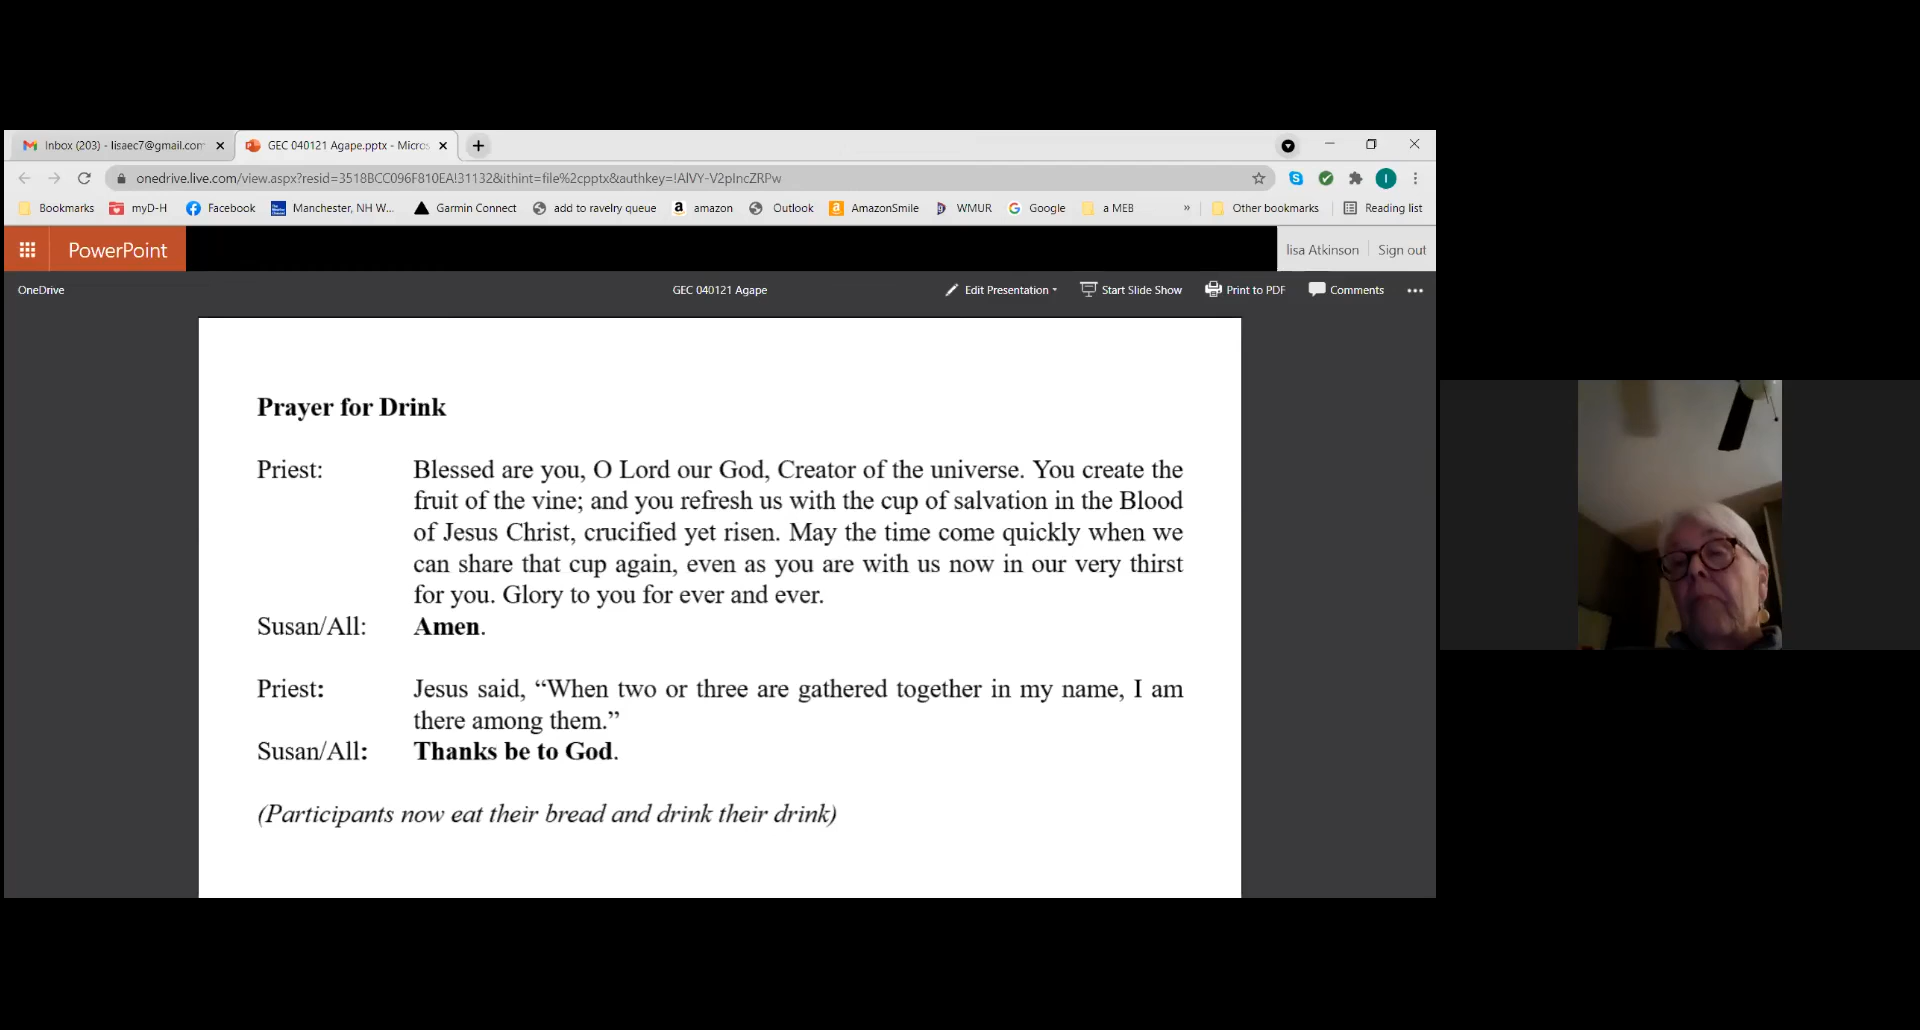 Inbox (203) - lisaec7@gmail.com
GEC 040121 Agape.pptx - Micros
onedrive.live.com/view.aspx?resid=3518BCC096F810EA!31132&ithint=file%2cpptx&authkey=!AIVY-V2pIncZRPw
Bookmarks myD-H Facebook Manchester, NH W... Garmin Connect add to ravelry queue amazon Outlook AmazonSmile WMUR Google a MEB » Other bookmarks Reading list
PowerPoint lisa Atkinson Sign out
OneDrive GEC 040121 Agape Edit Presentation Start Slide Show Print to PDF Comments
Prayer for Drink
Priest: Blessed are you, O Lord our God, Creator of the universe. You create the
fruit of the vine; and you refresh us with the cup of salvation in the Blood
of Jesus Christ, crucified yet risen. May the time come quickly when we
can share that cup again, even as you are with us now in our very thirst
for you. Glory to you for ever and ever.
Susan/All: Amen.
Priest: Jesus said, “When two or three are gathered together in my name, I am
there among them.”
Susan/All: Thanks be to God.
(Participants now eat their bread and drink their drink)